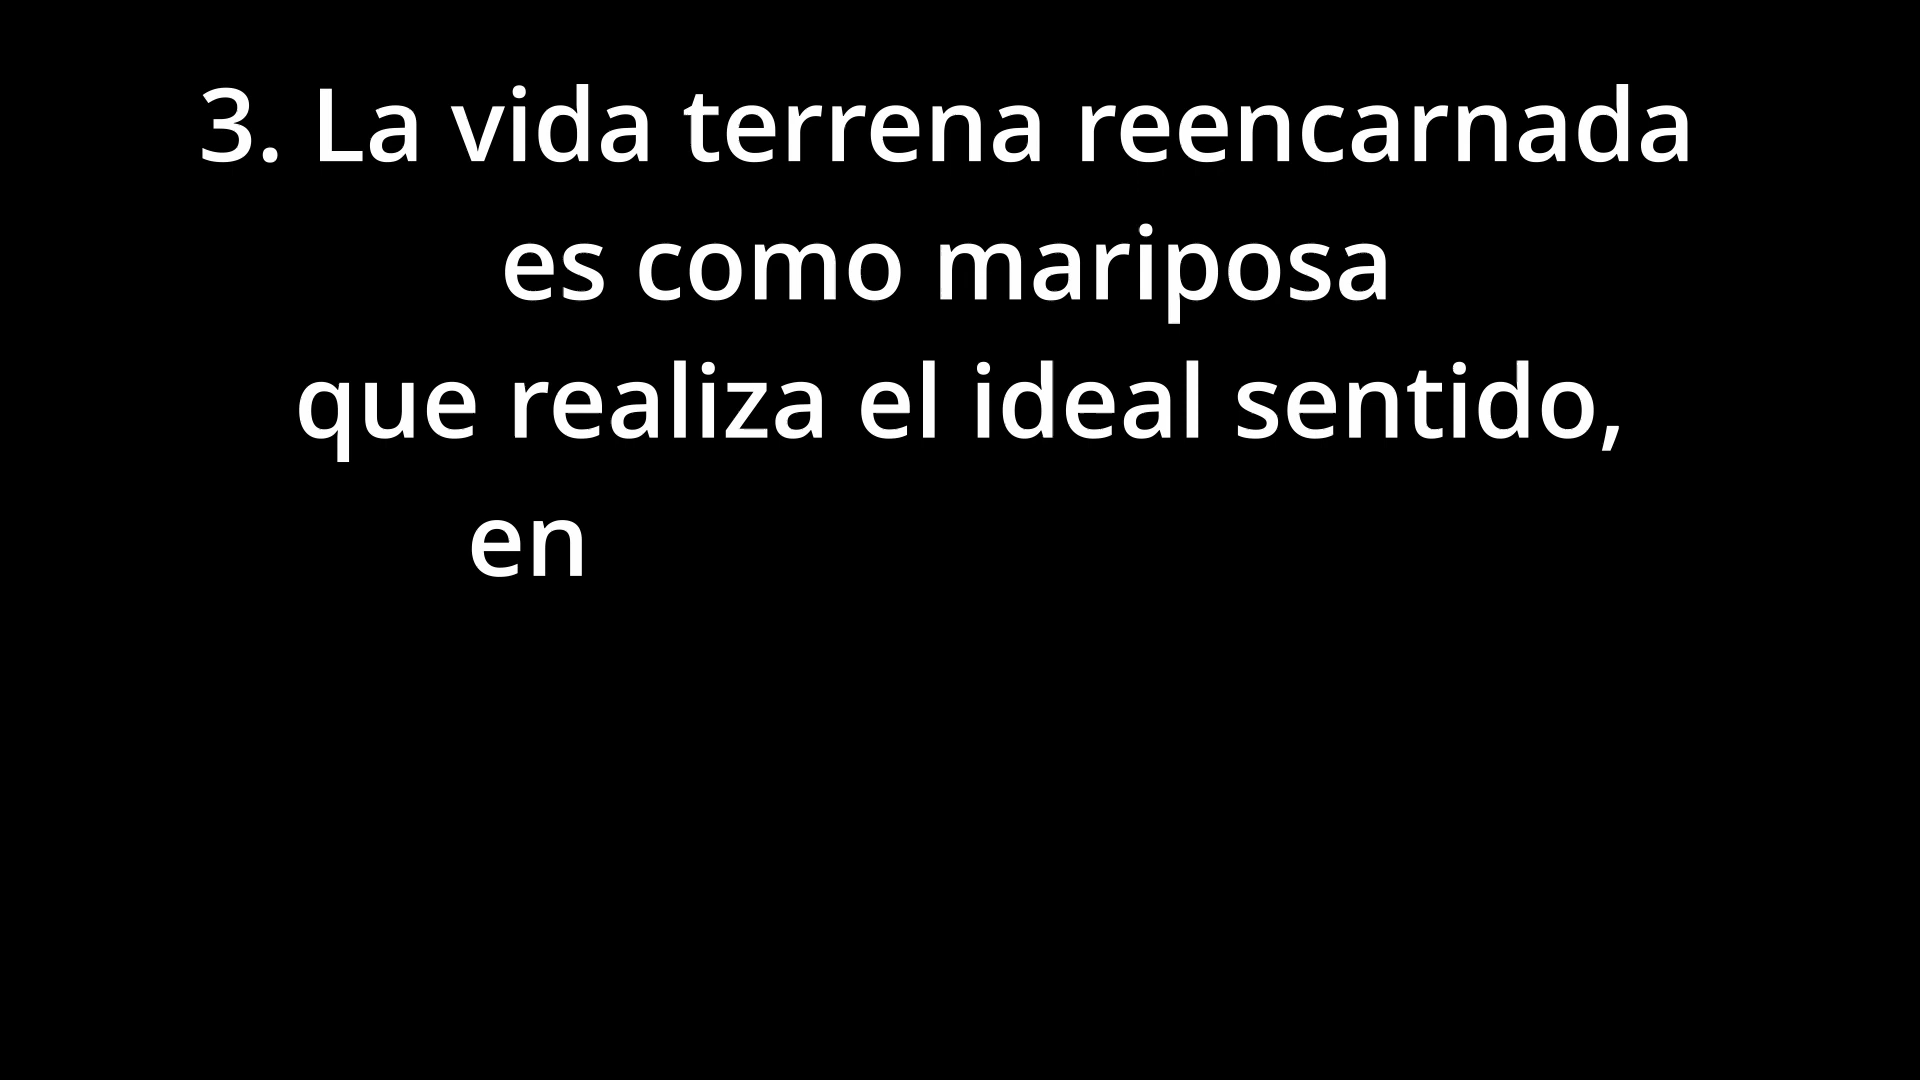 3. La vida terrena reencarnada
es como mariposa
que realiza el ideal sentido,
en